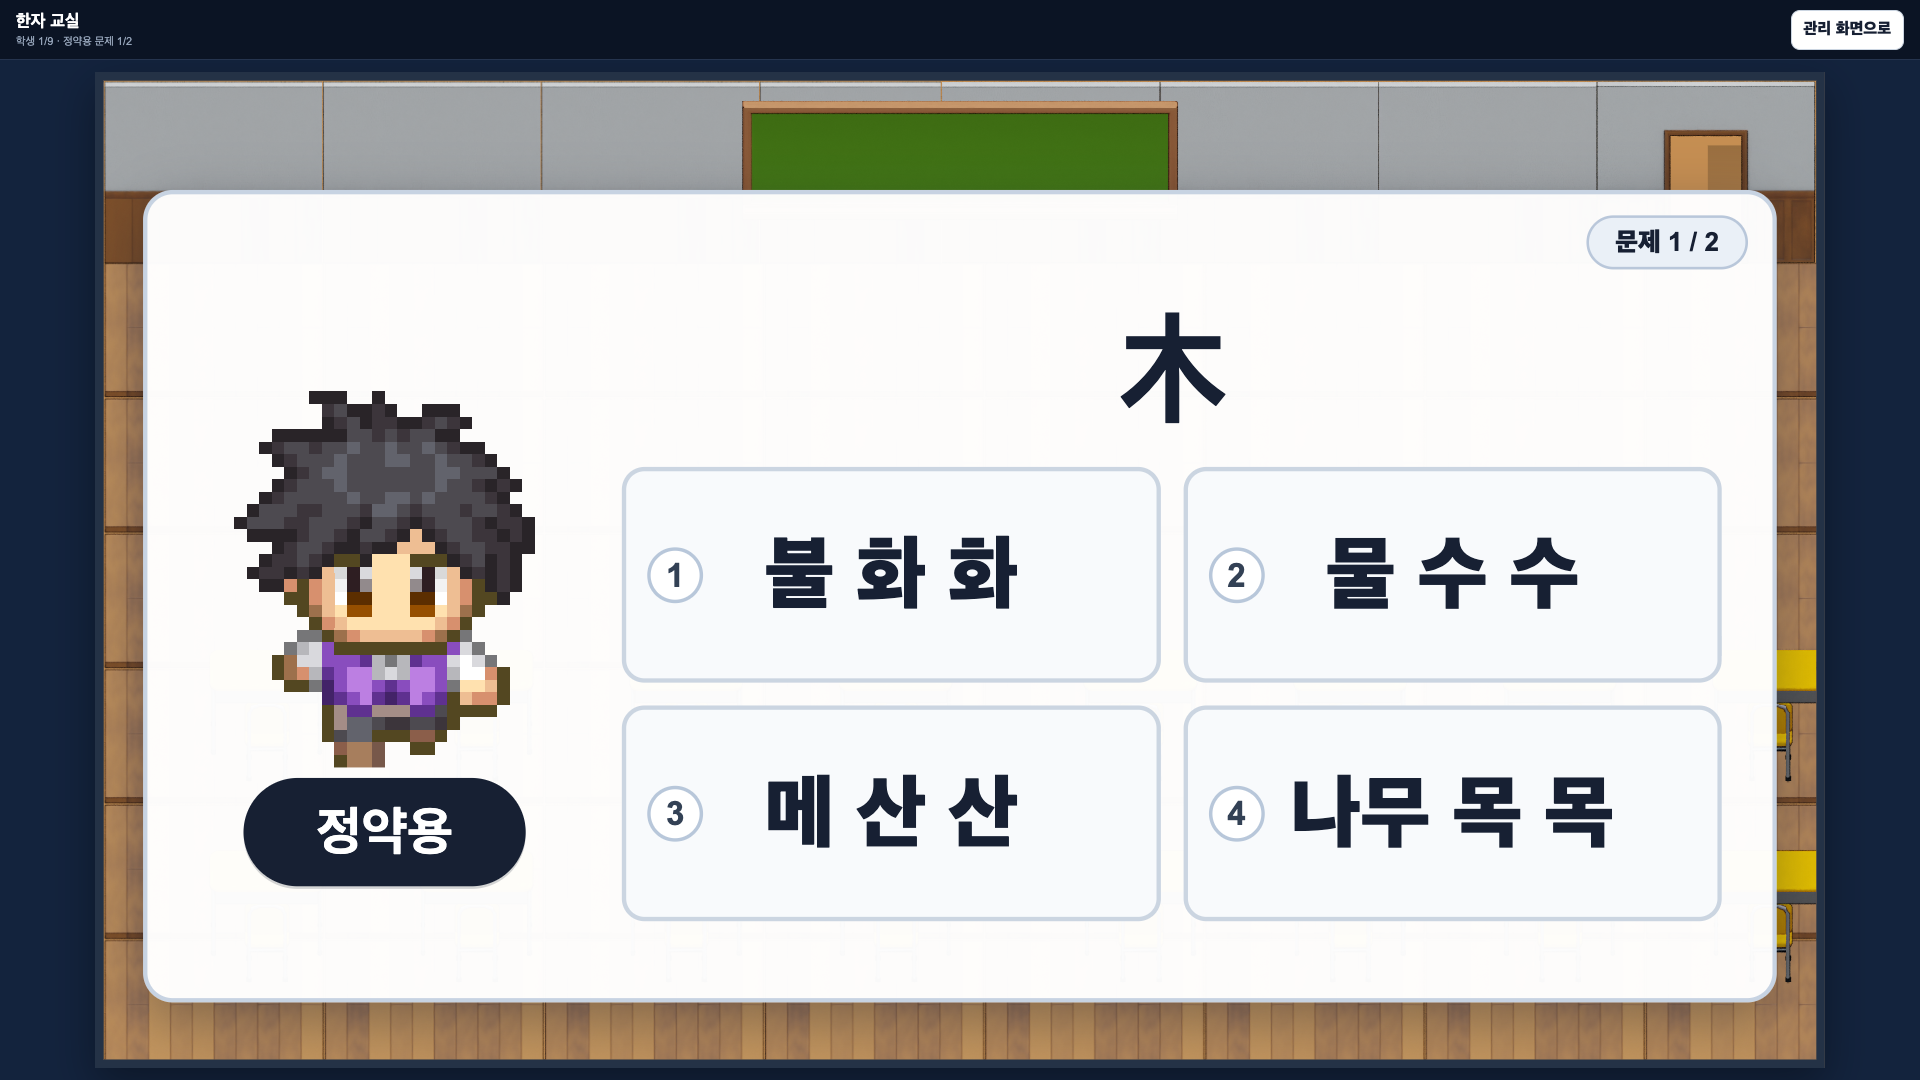 한자 교실
학생 1/9 · 정약용 문제 1/2
관리 화면으로
문제 1 / 2
木
1 불 화 화
2 물 수 수
3 메 산 산
4 나무 목 목
정약용